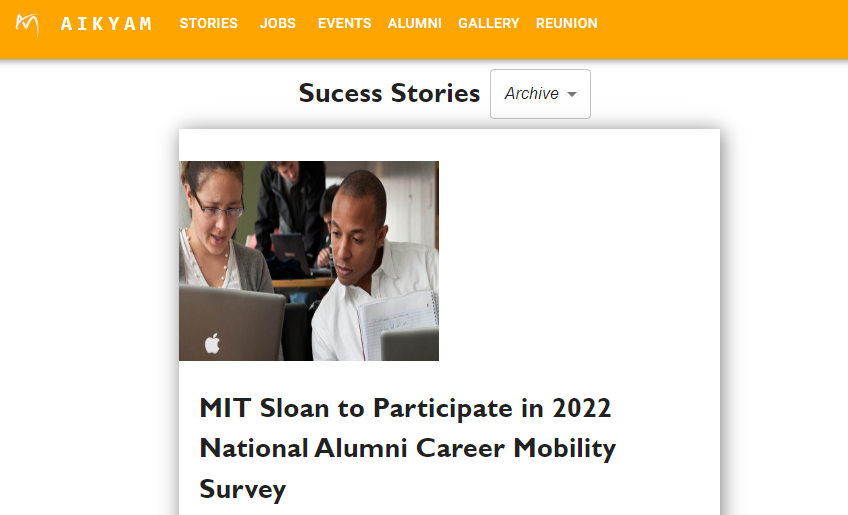 AIKYAM STORIES JOBS EVENTS ALUMNI GALLERY REUNION
Sucess Stories Archive
MIT Sloan to Participate in 2022
National Alumni Career Mobility
Survey